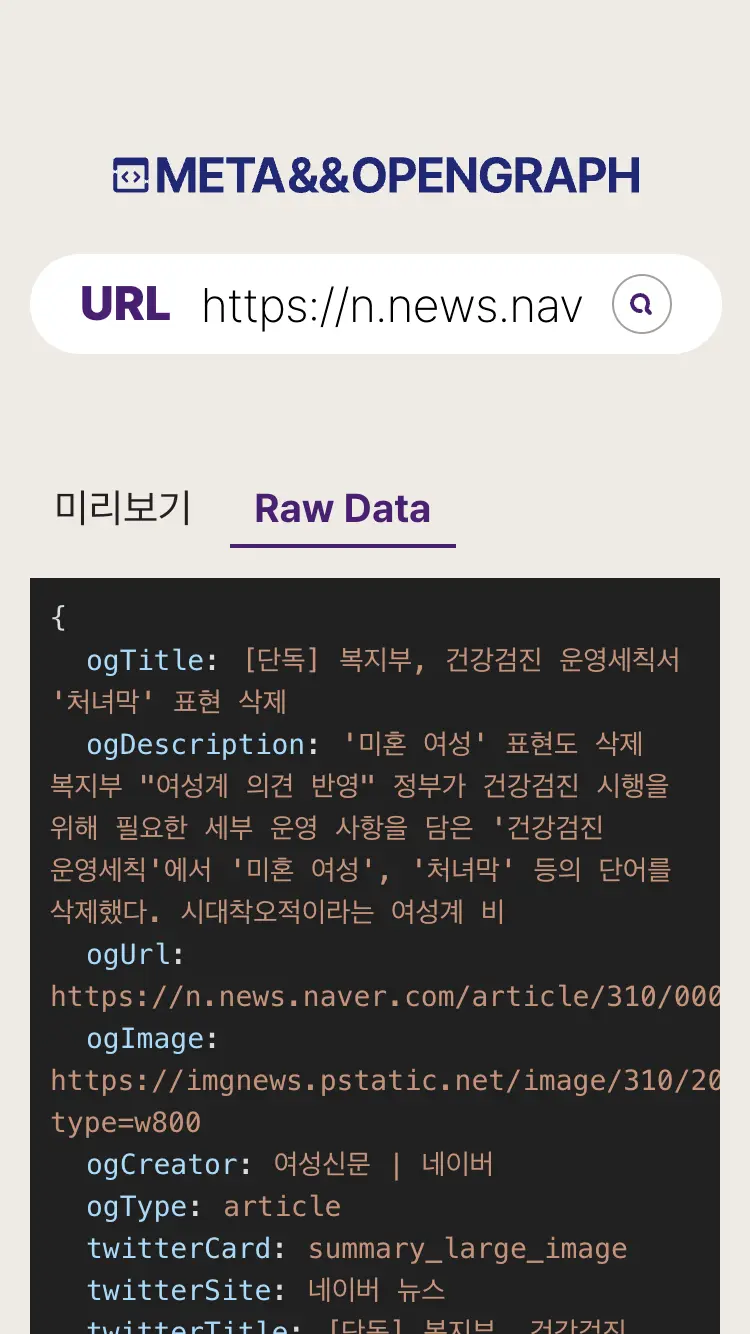 META&&OPENGRAPH
URL https://n.news.nav
미리보기 Raw Data
{
ogTitle: [단독] 복지부, 건강검진 운영세칙서
'처녀막' 표현 삭제
ogDescription: '미혼 여성' 표현도 삭제
복지부 "여성계 의견 반영" 정부가 건강검진 시행을
위해 필요한 세부 운영 사항을 담은 '건강검진
운영세칙'에서 '미혼 여성', '처녀막' 등의 단어를
삭제했다. 시대착오적이라는 여성계 비
ogUrl:
https://n.news.naver.com/article/310/000
ogImage:
https://imgnews.pstatic.net/image/310/20
type=w800
ogCreator: 여성신문 | 네이버
ogType: article
twitterCard: summary_large_image
twitterSite: 네이버 뉴스
twitterTitle: [단독] 복지부, 건강검진